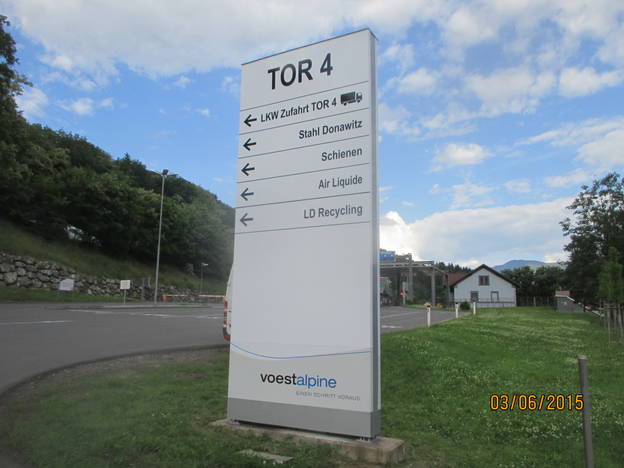 TOR 4
LKW Zufahrt TOR 4
Stahl Donawitz
Schienen
Air Liquide
LD Recycling
voestalpine
EINEN SCHRITT VORAUS.
03/06/2015